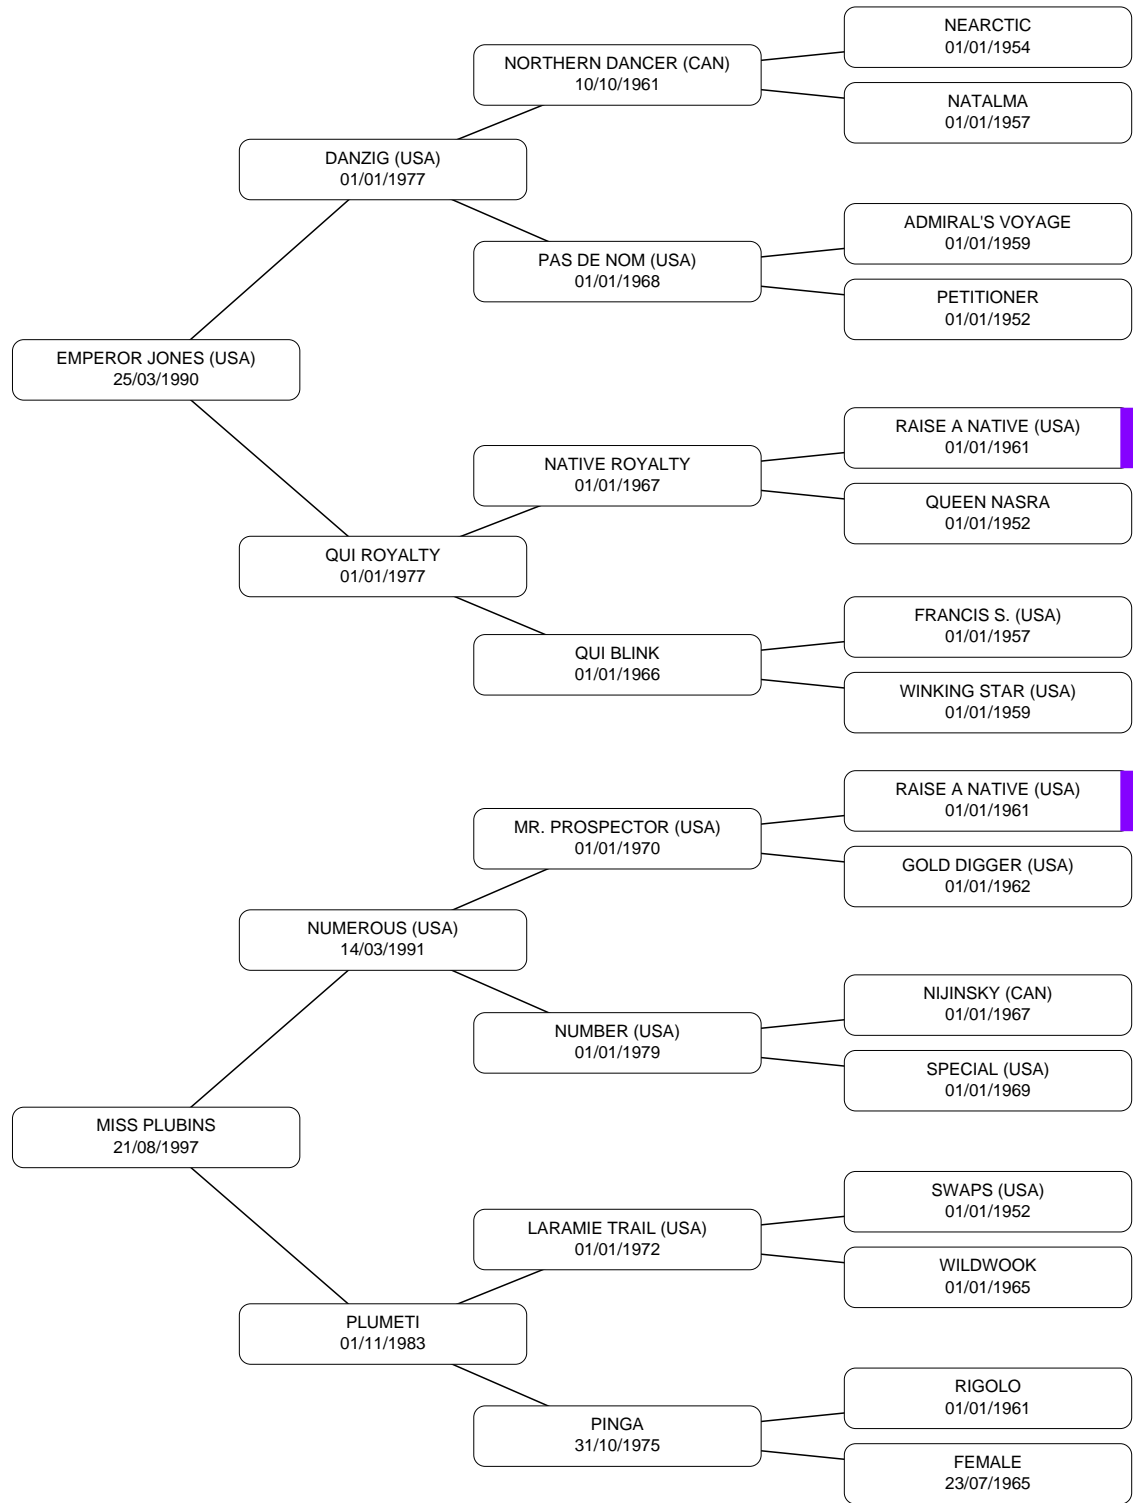 NEARCTIC
01/01/1954
NORTHERN DANCER (CAN)
10/10/1961
NATALMA
01/01/1957
DANZIG (USA)
01/01/1977
ADMIRAL'S VOYAGE
01/01/1959
PAS DE NOM (USA)
01/01/1968
PETITIONER
01/01/1952
EMPEROR JONES (USA)
25/03/1990
RAISE A NATIVE (USA)
01/01/1961
NATIVE ROYALTY
01/01/1967
QUEEN NASRA
01/01/1952
QUI ROYALTY
01/01/1977
FRANCIS S. (USA)
01/01/1957
QUI BLINK
01/01/1966
WINKING STAR (USA)
01/01/1959
RAISE A NATIVE (USA)
01/01/1961
MR. PROSPECTOR (USA)
01/01/1970
GOLD DIGGER (USA)
01/01/1962
NUMEROUS (USA)
14/03/1991
NIJINSKY (CAN)
01/01/1967
NUMBER (USA)
01/01/1979
SPECIAL (USA)
01/01/1969
MISS PLUBINS
21/08/1997
SWAPS (USA)
01/01/1952
LARAMIE TRAIL (USA)
01/01/1972
WILDWOOK
01/01/1965
PLUMETI
01/11/1983
RIGOLO
01/01/1961
PINGA
31/10/1975
FEMALE
23/07/1965